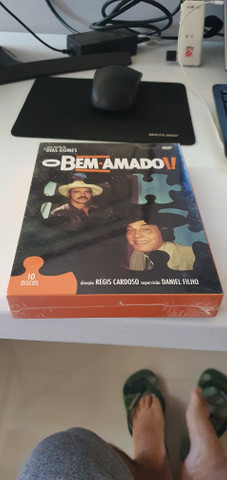 DIAS GOMES
O BEM-AMADO
10
DISCOS
direção REGIS CARDOSO supervisão DANIEL FILHO